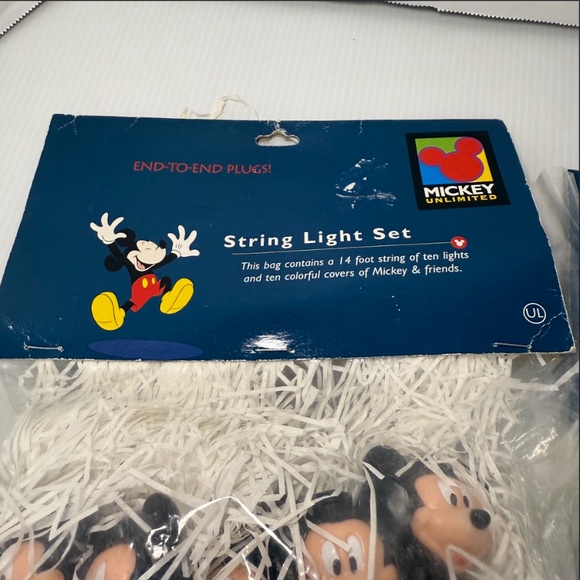 END-TO-END PLUGS!
MICKEY
UNLIMITED
String Light Set
This bag contains a 14 foot string of ten lights
and ten colorful covers of Mickey & friends.
UL